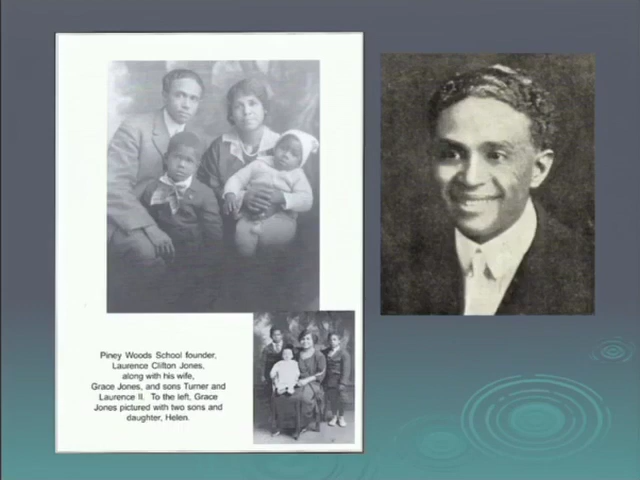 Piney Woods School founder,
Laurence Clifton Jones,
along with his wife,
Grace Jones, and sons Turner and
Laurence II. To the left, Grace
Jones pictured with two sons and
daughter, Helen.